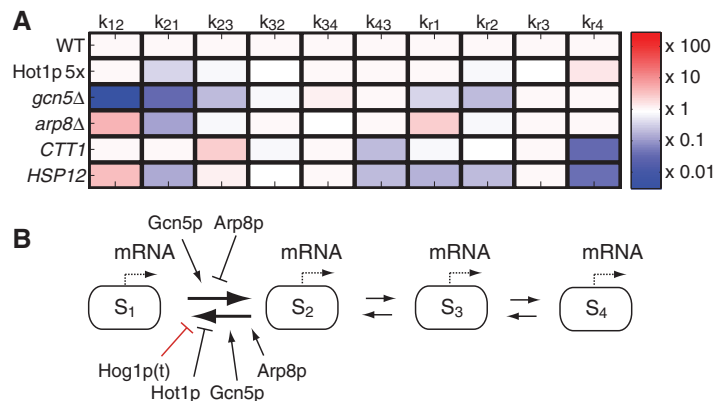 A k12 k21 k23 k32 k34 k43 kr1 kr2 kr3 kr4
WT
Hot1p 5x
gcn5Δ
arp8Δ
CTT1
HSP12
x 100
x 10
x 1
x 0.1
x 0.01
B
Gcn5p Arp8p
mRNA mRNA mRNA mRNA
S1 S2 S3 S4
Hog1p(t) Arp8p
Hot1p Gcn5p